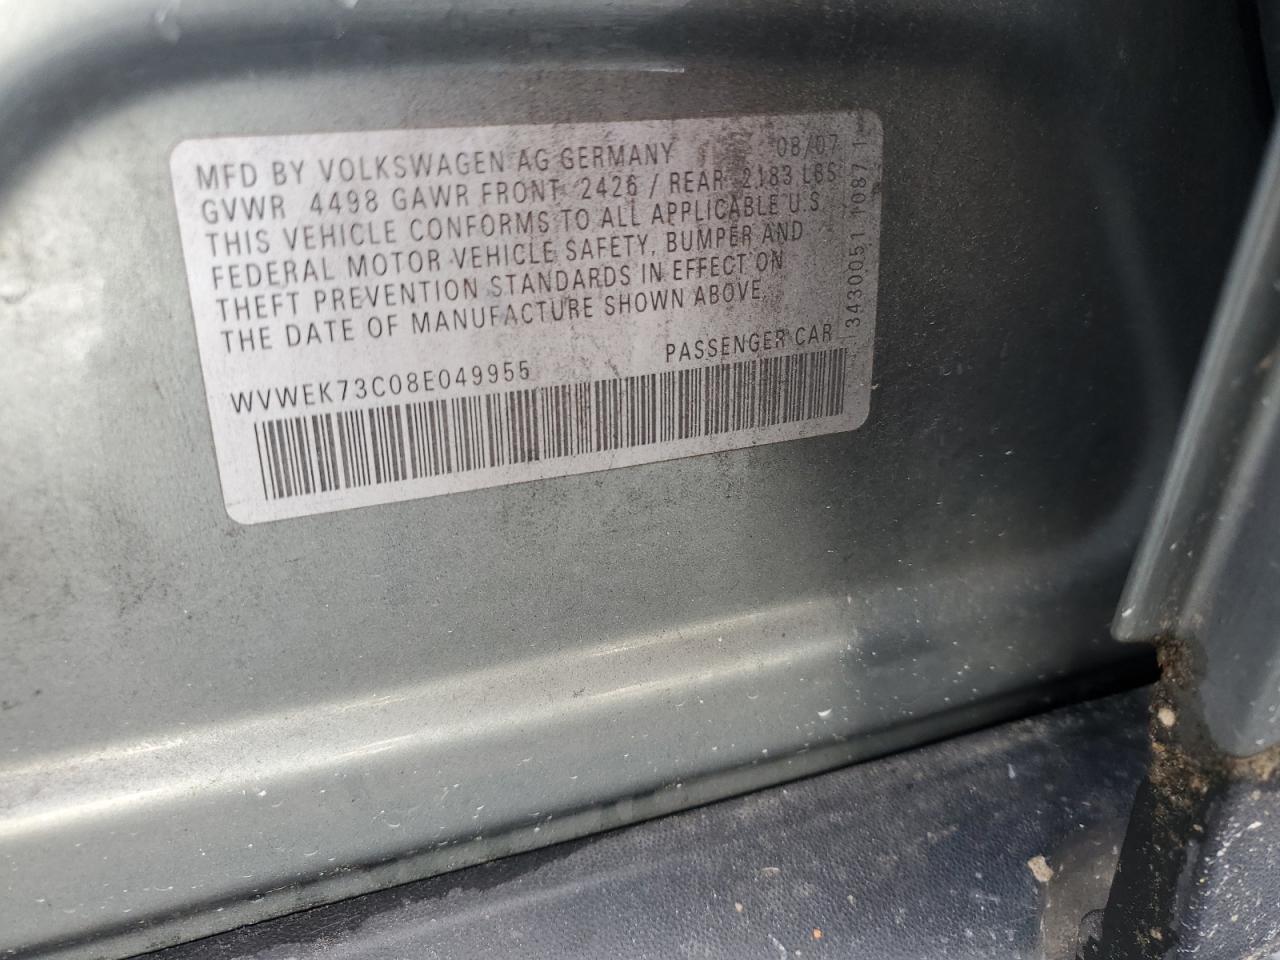 MFD BY VOLKSWAGEN AG GERMANY 08/07
GVWR 4498 GAWR FRONT 2426 / REAR 2183 LBS
THIS VEHICLE CONFORMS TO ALL APPLICABLE U.S.
FEDERAL MOTOR VEHICLE SAFETY, BUMPER AND
THEFT PREVENTION STANDARDS IN EFFECT ON
THE DATE OF MANUFACTURE SHOWN ABOVE.
WVWEK73C08E049955 PASSENGER CAR
3430051 1087 1